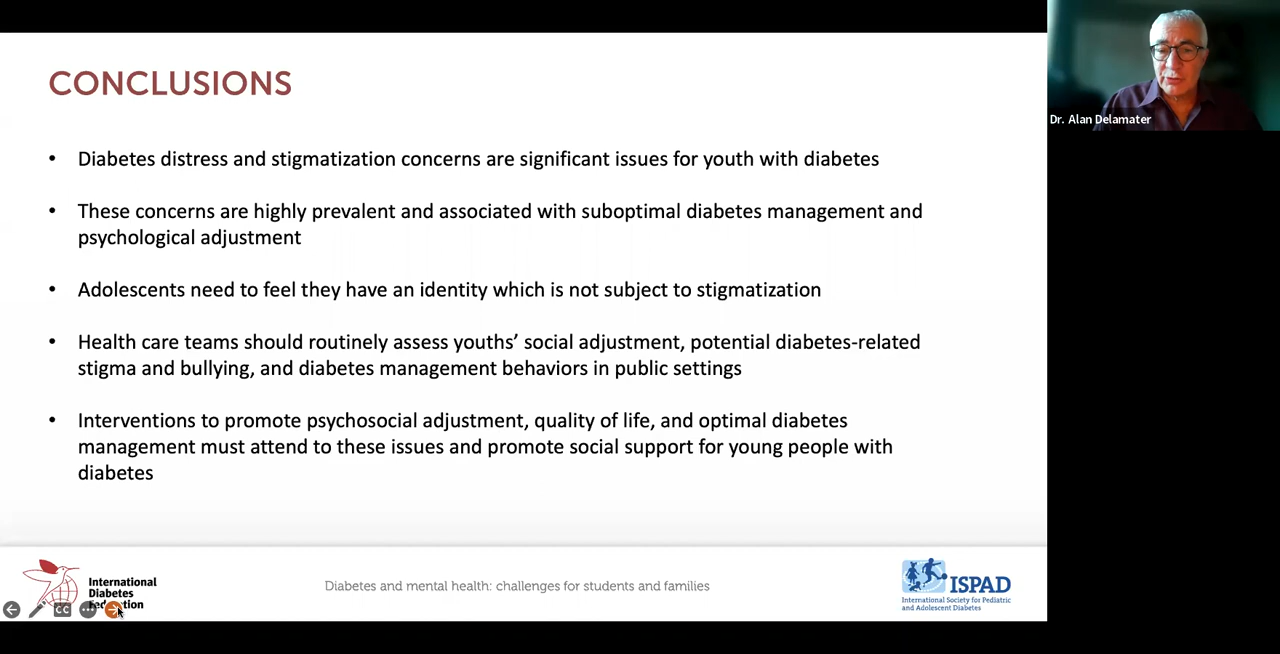 CONCLUSIONS
• Diabetes distress and stigmatization concerns are significant issues for youth with diabetes
• These concerns are highly prevalent and associated with suboptimal diabetes management and
psychological adjustment
• Adolescents need to feel they have an identity which is not subject to stigmatization
• Health care teams should routinely assess youths’ social adjustment, potential diabetes-related
stigma and bullying, and diabetes management behaviors in public settings
• Interventions to promote psychosocial adjustment, quality of life, and optimal diabetes
management must attend to these issues and promote social support for young people with
diabetes
Dr. Alan Delamater
International
Diabetes
Federation
CC
Diabetes and mental health: challenges for students and families
ISPAD
International Society for Pediatric
and Adolescent Diabetes